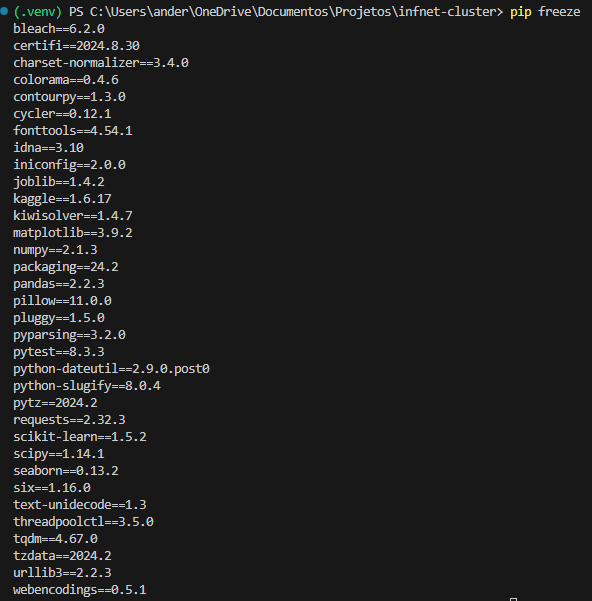 (.venv) PS C:\Users\ander\OneDrive\Documentos\Projetos\infnet-cluster> pip freeze
bleach==6.2.0
certifi==2024.8.30
charset-normalizer==3.4.0
colorama==0.4.6
contourpy==1.3.0
cycler==0.12.1
fonttools==4.54.1
idna==3.10
iniconfig==2.0.0
joblib==1.4.2
kaggle==1.6.17
kiwisolver==1.4.7
matplotlib==3.9.2
numpy==2.1.3
packaging==24.2
pandas==2.2.3
pillow==11.0.0
pluggy==1.5.0
pyparsing==3.2.0
pytest==8.3.3
python-dateutil==2.9.0.post0
python-slugify==8.0.4
pytz==2024.2
requests==2.32.3
scikit-learn==1.5.2
scipy==1.14.1
seaborn==0.13.2
six==1.16.0
text-unidecode==1.3
threadpoolctl==3.5.0
tqdm==4.67.0
tzdata==2024.2
urllib3==2.2.3
webencodings==0.5.1